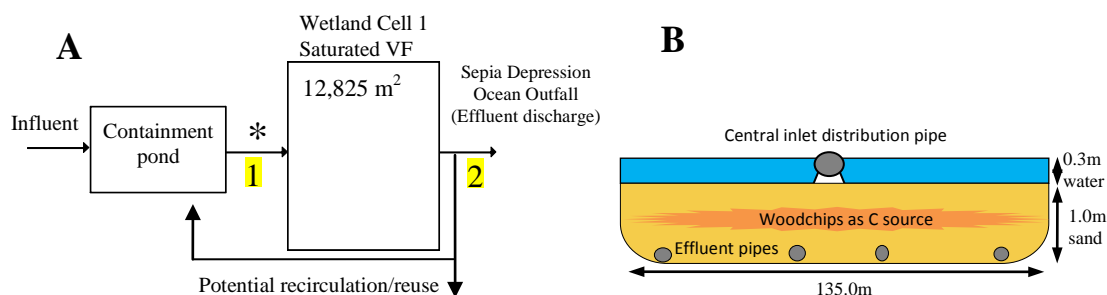 A
Wetland Cell 1
Saturated VF
12,825 m²
Sepia Depression
Ocean Outfall
(Effluent discharge)
Influent
Containment
pond
*
1
2
Potential recirculation/reuse
B
Central inlet distribution pipe
0.3m
water
Woodchips as C source
1.0m
sand
Effluent pipes
135.0m